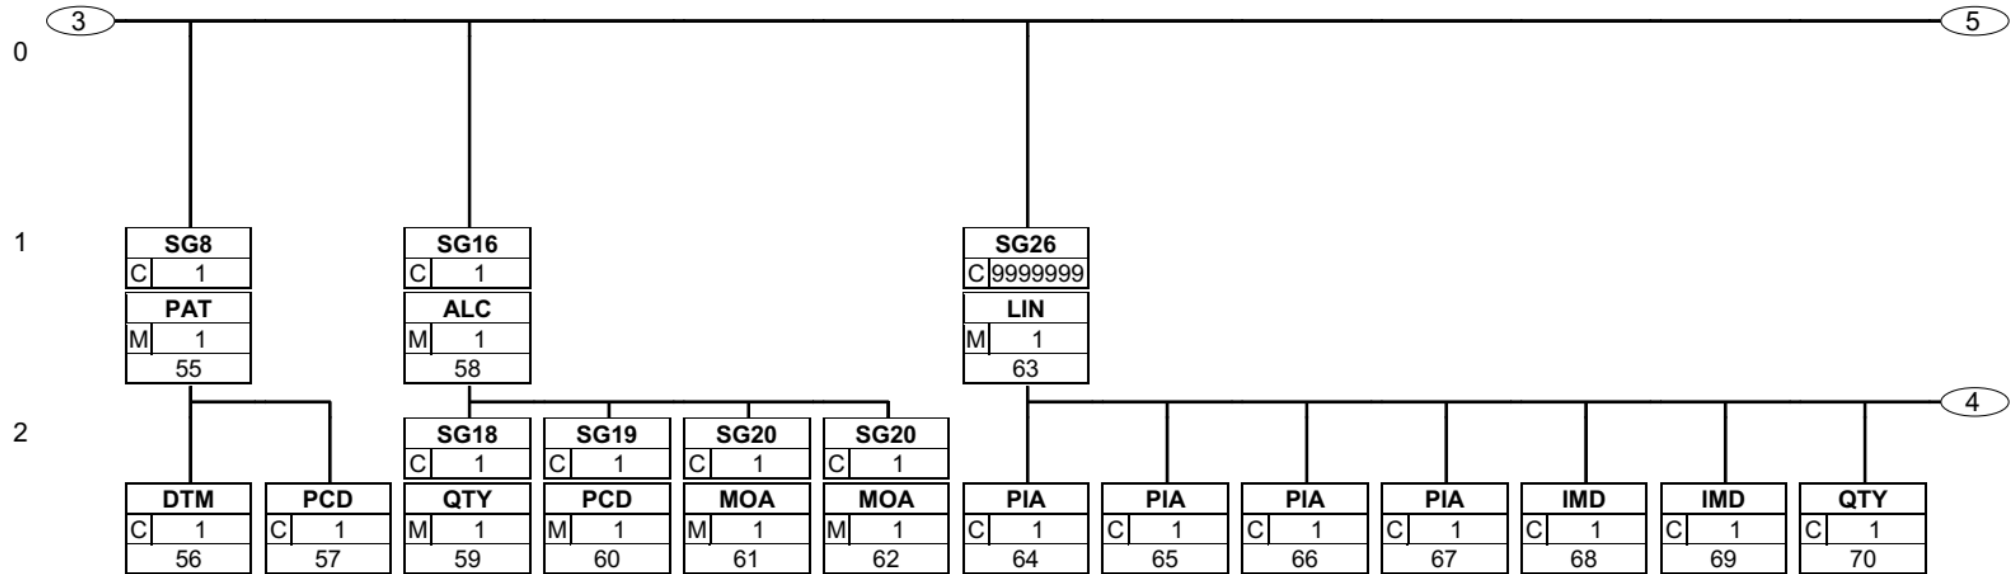 3 5
0
1
SG8 SG16 SG26
C 1 C 1 C 9999999
PAT ALC LIN
M 1 M 1 M 1
55 58 63
4
2
SG18 SG19 SG20 SG20
C 1 C 1 C 1 C 1
DTM PCD QTY PCD MOA MOA PIA PIA PIA PIA IMD IMD QTY
C 1 C 1 M 1 M 1 M 1 M 1 C 1 C 1 C 1 C 1 C 1 C 1 C 1
56 57 59 60 61 62 64 65 66 67 68 69 70